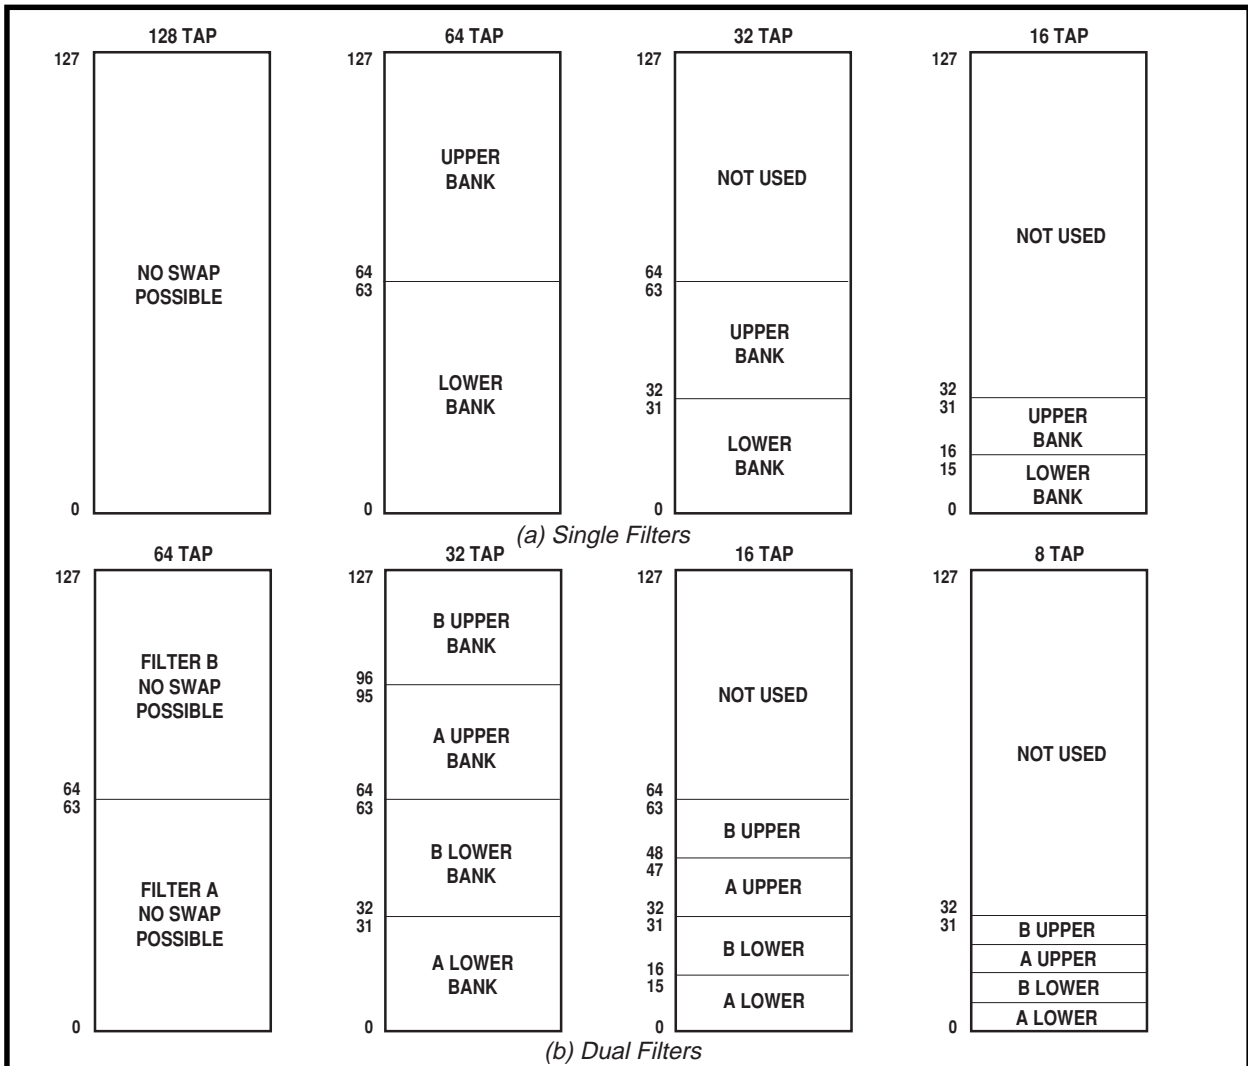 128 TAP
127
NO SWAP
POSSIBLE
0
64 TAP
127
UPPER
BANK
64
63
LOWER
BANK
0
32 TAP
127
NOT USED
64
63
UPPER
BANK
32
31
LOWER
BANK
0
16 TAP
127
NOT USED
32
31
UPPER
BANK
16
15
LOWER
BANK
0
(a) Single Filters
64 TAP
127
FILTER B
NO SWAP
POSSIBLE
64
63
FILTER A
NO SWAP
POSSIBLE
0
32 TAP
127
B UPPER
BANK
96
95
A UPPER
BANK
64
63
B LOWER
BANK
32
31
A LOWER
BANK
0
16 TAP
127
NOT USED
64
63
B UPPER
48
47
A UPPER
32
31
B LOWER
16
15
A LOWER
0
8 TAP
127
NOT USED
32
31
B UPPER
A UPPER
B LOWER
A LOWER
0
(b) Dual Filters